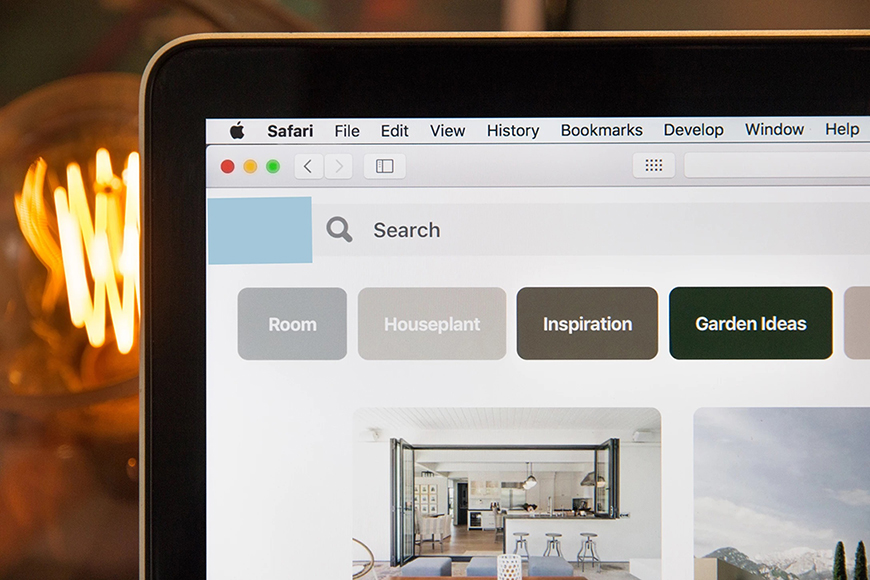 Safari File Edit View History Bookmarks Develop Window Help
Search
Room Houseplant Inspiration Garden Ideas